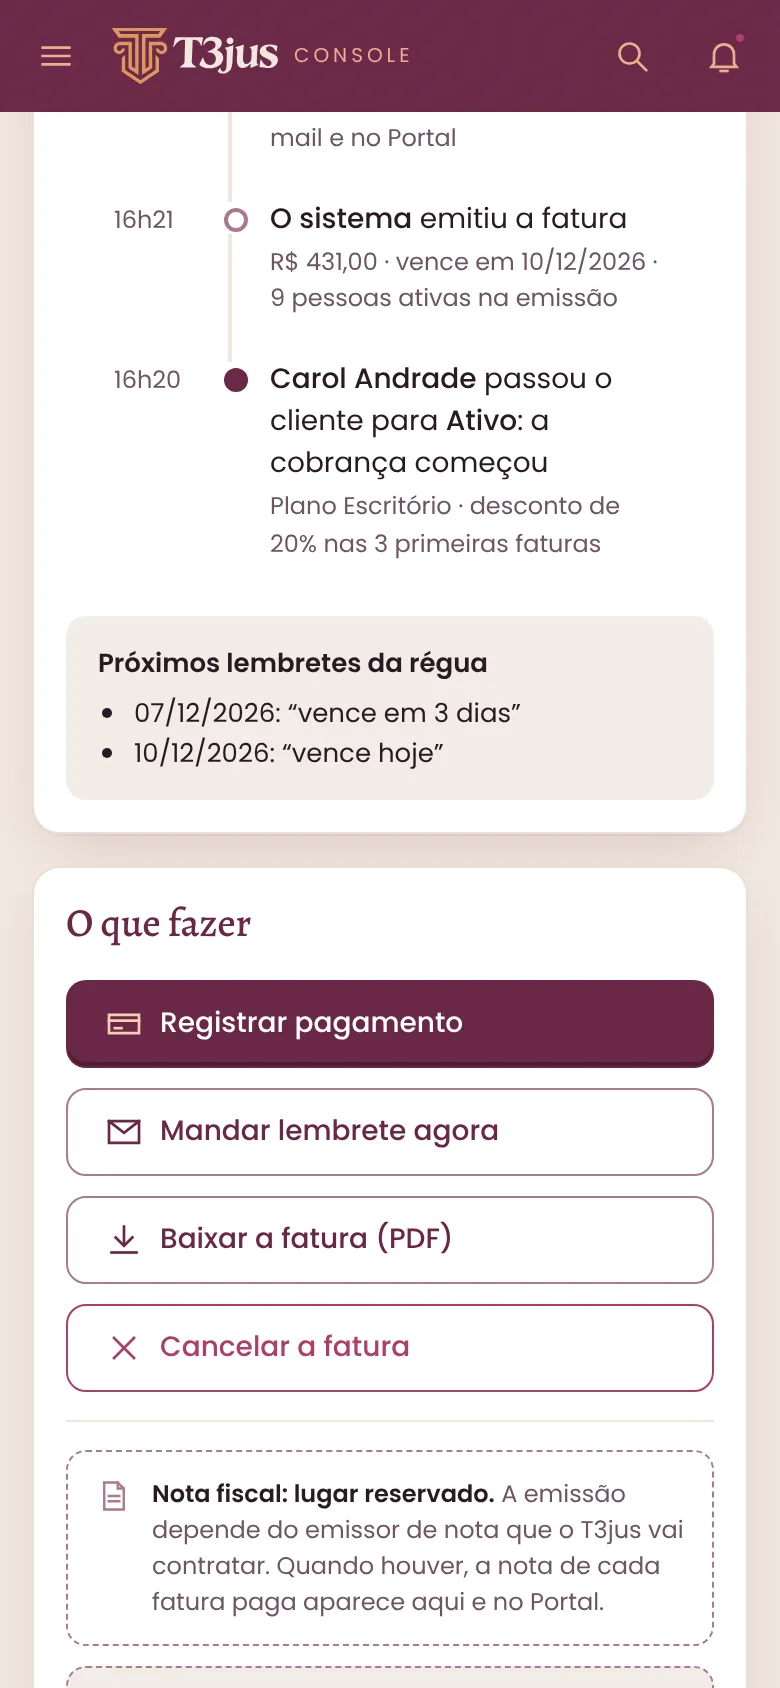 T3jus CONSOLE
mail e no Portal
16h21
O sistema emitiu a fatura
R$ 431,00 · vence em 10/12/2026 ·
9 pessoas ativas na emissão
16h20
Carol Andrade passou o
cliente para Ativo: a
cobrança começou
Plano Escritório · desconto de
20% nas 3 primeiras faturas
Próximos lembretes da régua
• 07/12/2026: “vence em 3 dias”
• 10/12/2026: “vence hoje”
O que fazer
Registrar pagamento
Mandar lembrete agora
Baixar a fatura (PDF)
Cancelar a fatura
Nota fiscal: lugar reservado. A emissão
depende do emissor de nota que o T3jus vai
contratar. Quando houver, a nota de cada
fatura paga aparece aqui e no Portal.